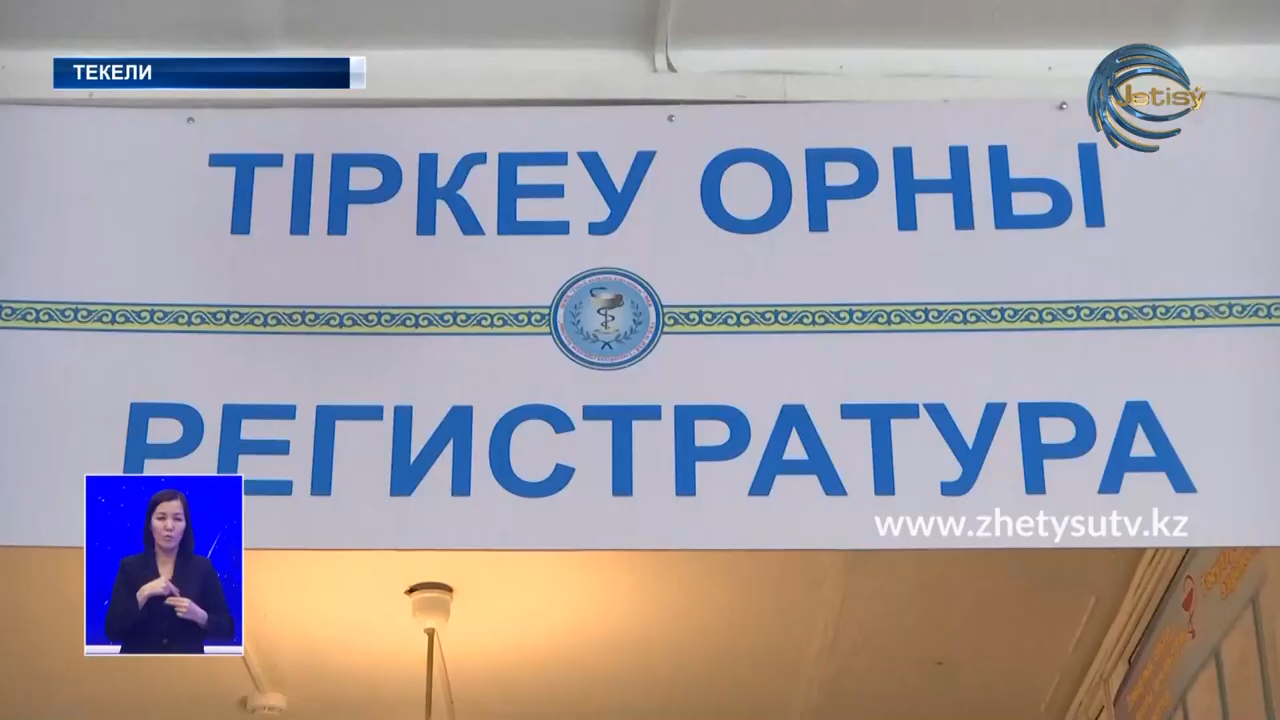 ТЕКЕЛИ
Jetisý
ТІРКЕУ ОРНЫ
РЕГИСТРАТУРА
www.zhetysutv.kz